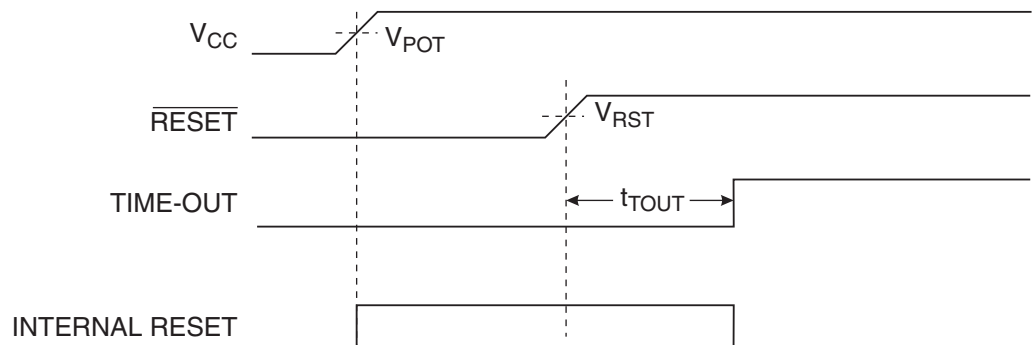 VCC
VPOT
RESET
VRST
TIME-OUT
tTOUT
INTERNAL RESET